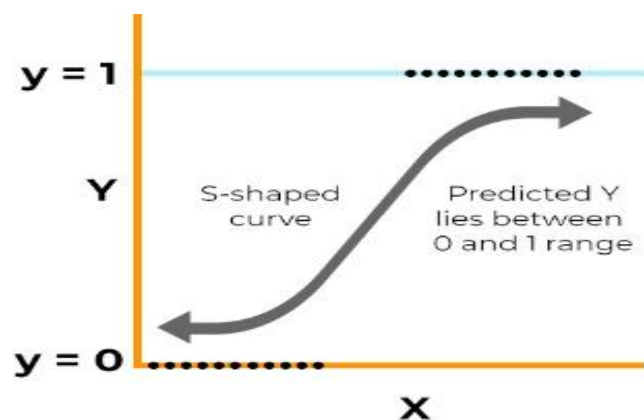 y = 1
Y
S-shaped
curve
Predicted Y
lies between
0 and 1 range
y = 0
X